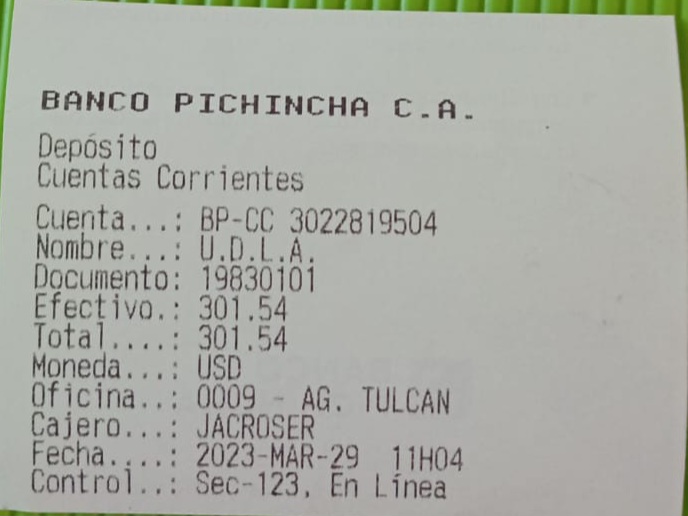 BANCO PICHINCHA C.A.
Depósito
Cuentas Corrientes
Cuenta...: BP-CC 3022819504
Nombre...: U.D.L.A.
Documento: 19830101
Efectivo.: 301.54
Total....: 301.54
Moneda...: USD
Oficina..: 0009 - AG. TULCAN
Cajero...: JACROSER
Fecha....: 2023-MAR-29 11H04
Control..: Sec-123, En Línea